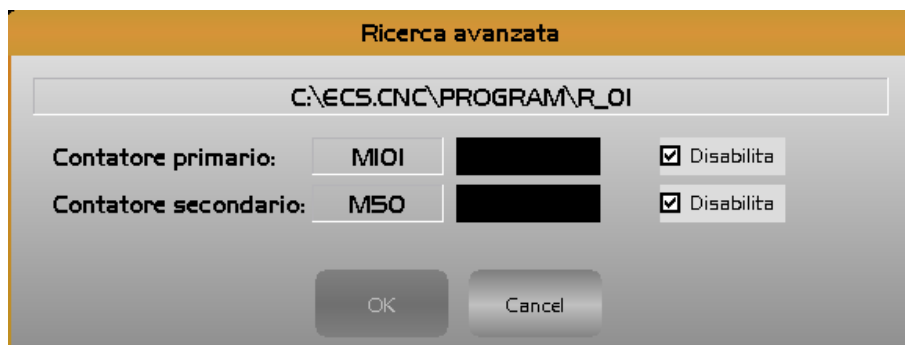 Ricerca avanzata
C:\ECS.CNC\PROGRAM\R_01
Contatore primario: M101 Disabilita
Contatore secondario: M50 Disabilita
OK Cancel